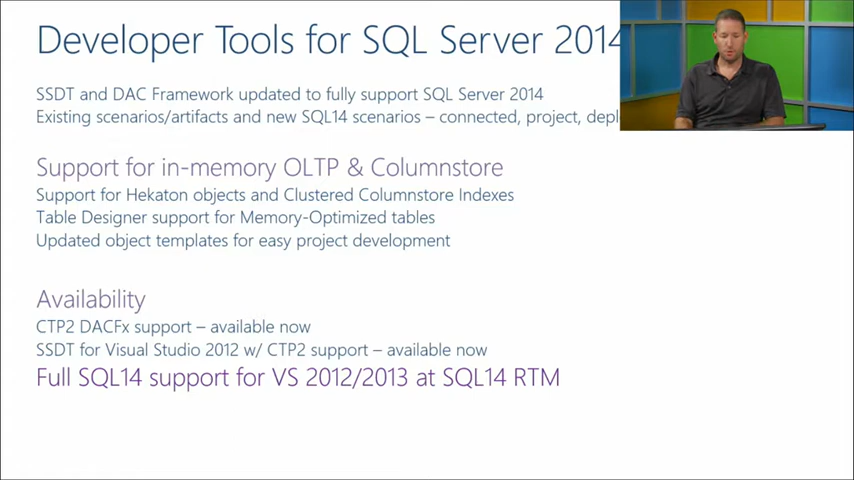 Developer Tools for SQL Server 2014
SSDT and DAC Framework updated to fully support SQL Server 2014
Existing scenarios/artifacts and new SQL14 scenarios – connected, project,
Support for in-memory OLTP & Columnstore
Support for Hekaton objects and Clustered Columnstore Indexes
Table Designer support for Memory-Optimized tables
Updated object templates for easy project development
Availability
CTP2 DACFx support – available now
SSDT for Visual Studio 2012 w/ CTP2 support – available now
Full SQL14 support for VS 2012/2013 at SQL14 RTM